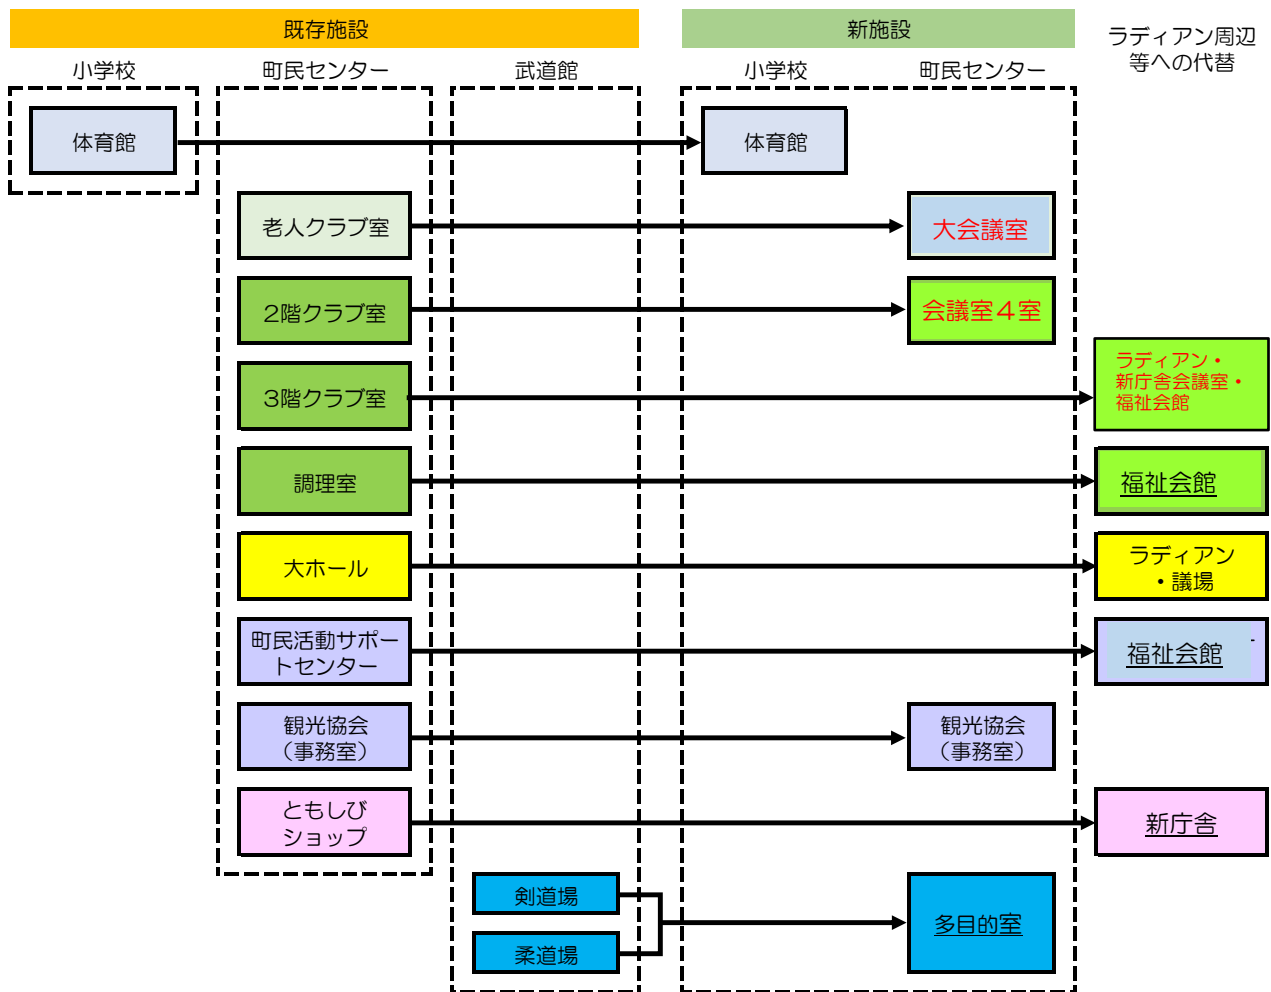 既存施設
新施設
ラディアン周辺
等への代替
小学校
町民センター
武道館
小学校
町民センター
体育館
体育館
老人クラブ室
大会議室
2階クラブ室
会議室4室
3階クラブ室
ラディアン・
新庁舎会議室・
福祉会館
調理室
福祉会館
大ホール
ラディアン
・議場
町民活動サポー
トセンター
福祉会館
観光協会
（事務室）
観光協会
（事務室）
ともしび
ショップ
新庁舎
剣道場
柔道場
多目的室